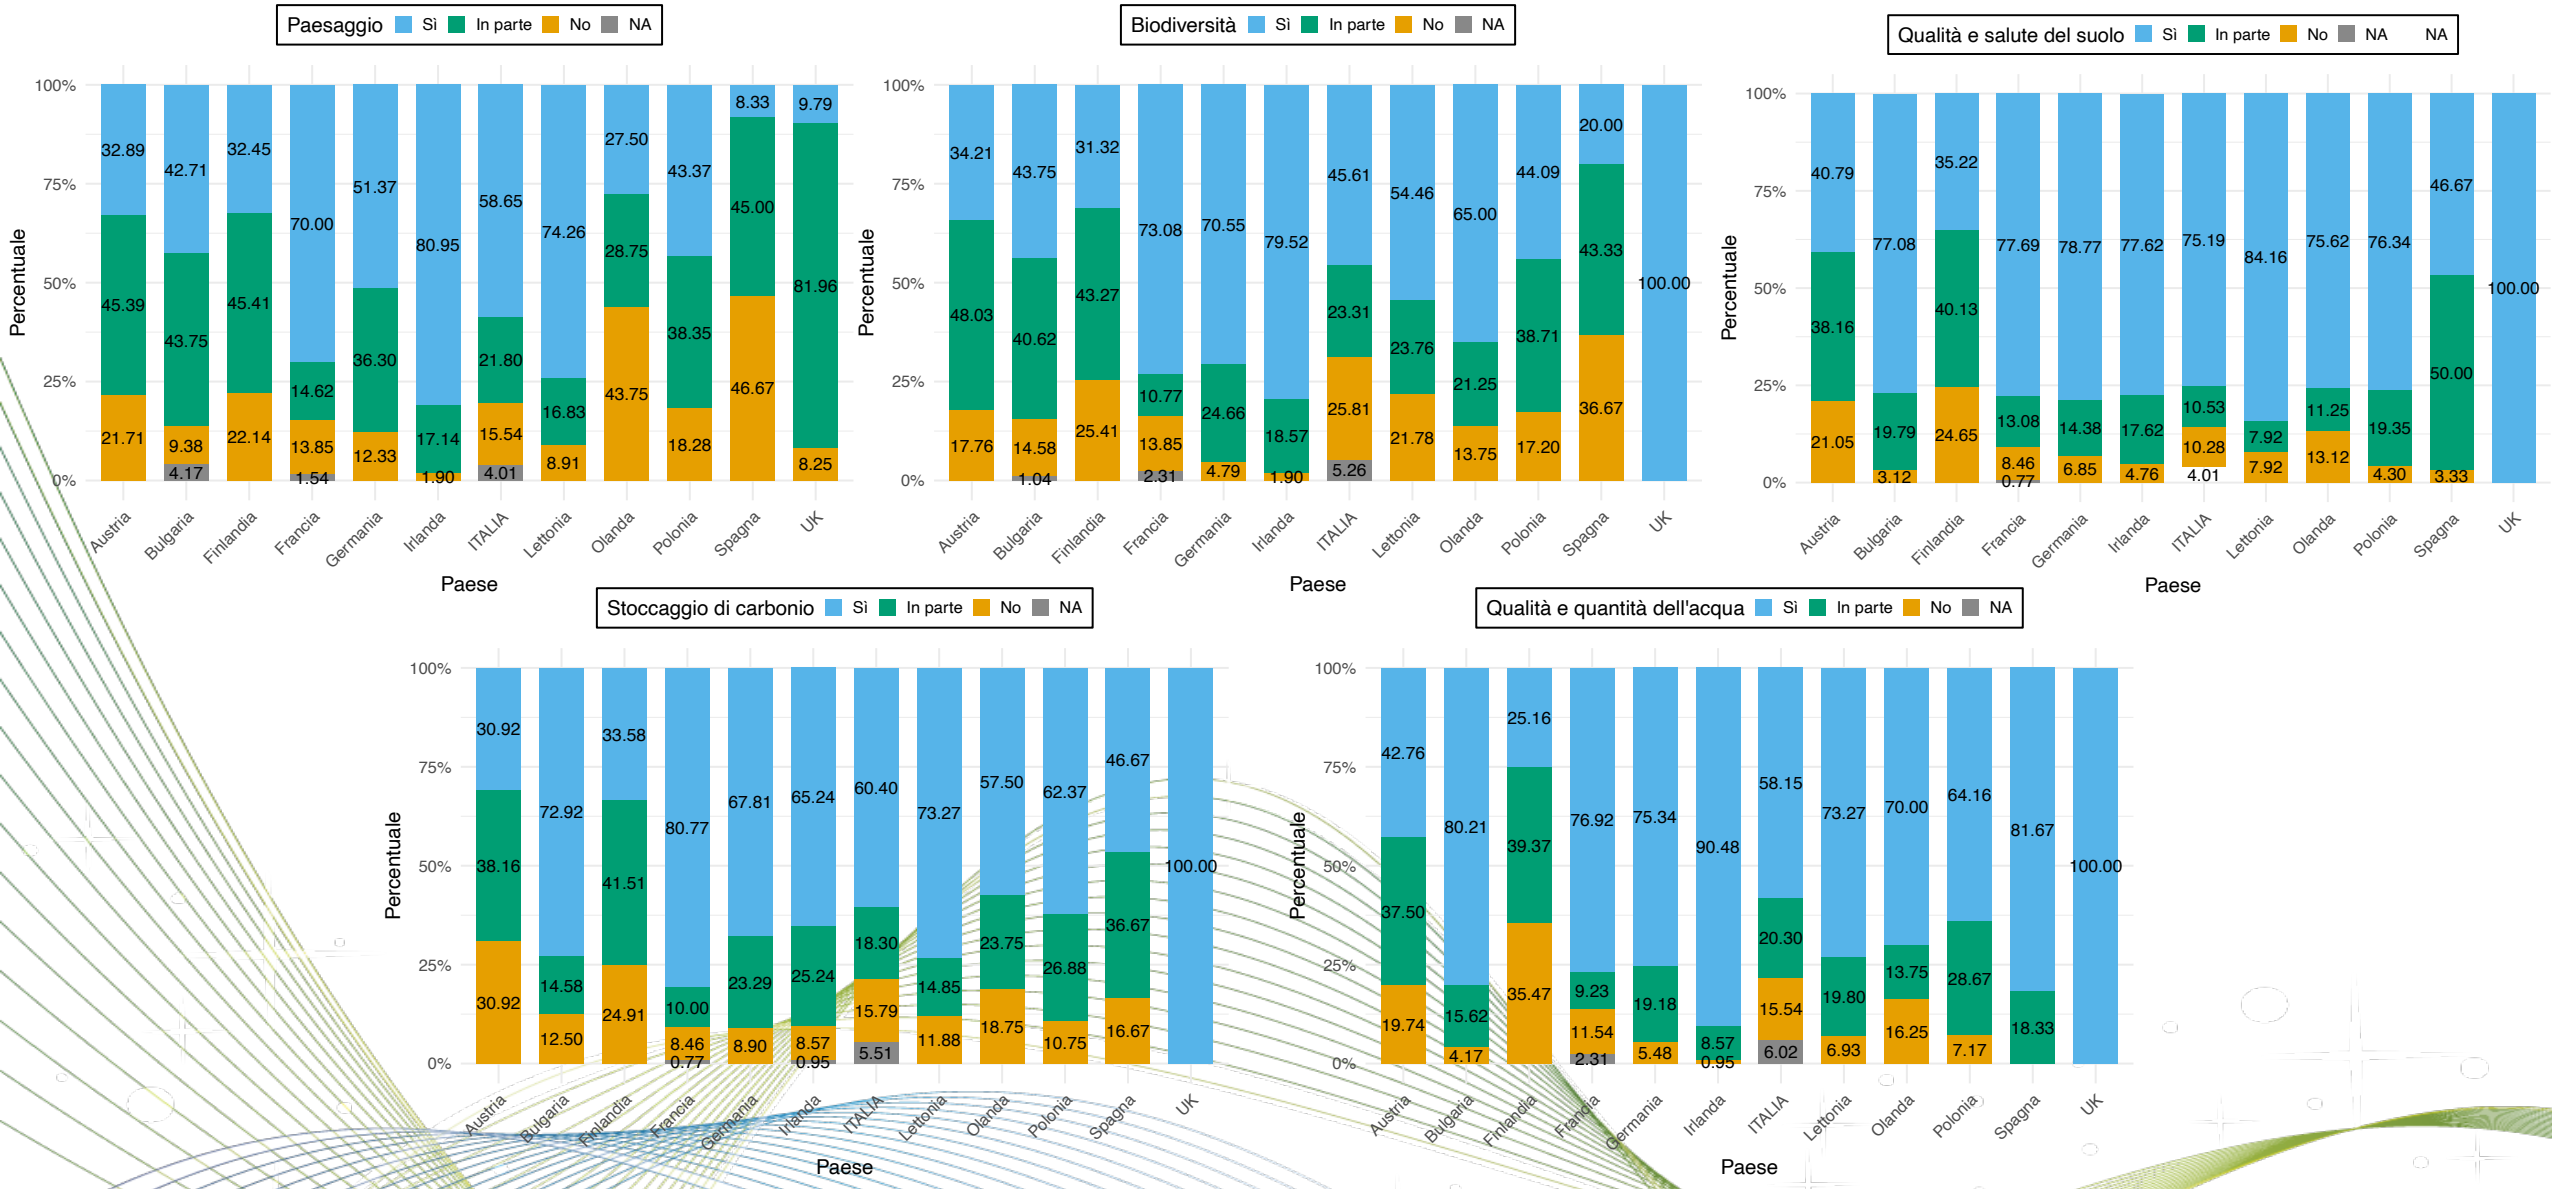 Paesaggio Sì In parte No NA
Percentuale
100%
75%
50%
25%
0%
32.89 42.71 32.45 70.00 51.37 80.95 58.65 74.26 27.50 43.37 8.33 9.79
45.39 43.75 45.41 14.62 36.30 17.14 21.80 16.83 28.75 38.35 45.00 81.96
21.71 9.38 22.14 13.85 12.33 1.90 15.54 8.91 43.75 18.28 46.67 8.25
4.17 1.54 4.01
Austria Bulgaria Finlandia Francia Germania Irlanda ITALIA Lettonia Olanda Polonia Spagna UK
Paese
Biodiversità Sì In parte No NA
Percentuale
100%
75%
50%
25%
0%
34.21 43.75 31.32 73.08 70.55 79.52 45.61 54.46 65.00 44.09 20.00 100.00
48.03 40.62 43.27 10.77 24.66 18.57 23.31 23.76 21.25 38.71 43.33
17.76 14.58 25.41 13.85 4.79 1.90 25.81 21.78 13.75 17.20 36.67
1.04 2.31 5.26
Austria Bulgaria Finlandia Francia Germania Irlanda ITALIA Lettonia Olanda Polonia Spagna UK
Paese
Qualità e salute del suolo Sì In parte No NA NA
Percentuale
100%
75%
50%
25%
0%
40.79 77.08 35.22 77.69 78.77 77.62 75.19 84.16 75.62 76.34 46.67 100.00
38.16 19.79 40.13 13.08 14.38 17.62 10.53 7.92 11.25 19.35 50.00
21.05 3.12 24.65 8.46 6.85 4.76 10.28 7.92 13.12 4.30 3.33
0.77 4.01
Austria Bulgaria Finlandia Francia Germania Irlanda ITALIA Lettonia Olanda Polonia Spagna UK
Paese
Stoccaggio di carbonio Sì In parte No NA
Percentuale
100%
75%
50%
25%
0%
30.92 72.92 33.58 80.77 67.81 65.24 60.40 73.27 57.50 62.37 46.67 100.00
38.16 14.58 41.51 10.00 23.29 25.24 18.30 14.85 23.75 26.88 36.67
30.92 12.50 24.91 8.46 8.90 8.57 15.79 11.88 18.75 10.75 16.67
0.77 0.95 5.51
Austria Bulgaria Finlandia Francia Germania Irlanda ITALIA Lettonia Olanda Polonia Spagna UK
Paese
Qualità e quantità dell'acqua Sì In parte No NA
Percentuale
100%
75%
50%
25%
0%
42.76 80.21 25.16 76.92 75.34 90.48 58.15 73.27 70.00 64.16 81.67 100.00
37.50 15.62 39.37 9.23 19.18 8.57 20.30 19.80 13.75 28.67 18.33
19.74 4.17 35.47 11.54 5.48 0.95 15.54 6.93 16.25 7.17
2.31 6.02
Austria Bulgaria Finlandia Francia Germania Irlanda ITALIA Lettonia Olanda Polonia Spagna UK
Paese